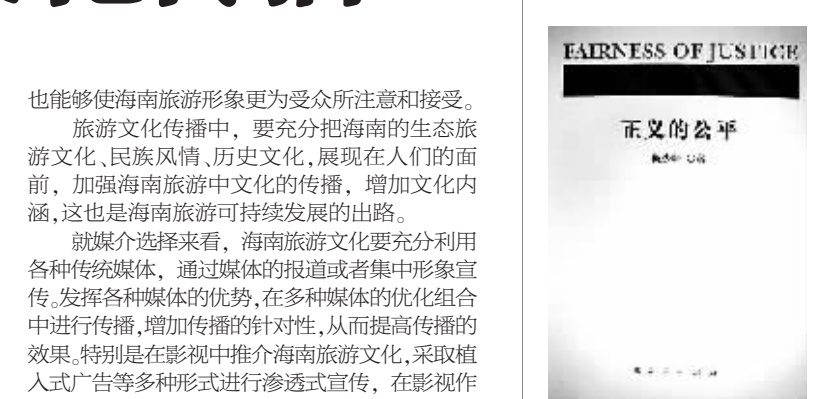 也能够使海南旅游形象更为受众所注意和接受。
旅游文化传播中，要充分把海南的生态旅
游文化、民族风情、历史文化,展现在人们的面
前，加强海南旅游中文化的传播，增加文化内
涵,这也是海南旅游可持续发展的出路。
就媒介选择来看，海南旅游文化要充分利用
各种传统媒体，通过媒体的报道或者集中形象宣
传。发挥各种媒体的优势,在多种媒体的优化组合
中进行传播,增加传播的针对性,从而提高传播的
效果。特别是在影视中推介海南旅游文化,采取植
入式广告等多种形式进行渗透式宣传，在影视作
FAIRNESS OF JUSTICE
正义的公平